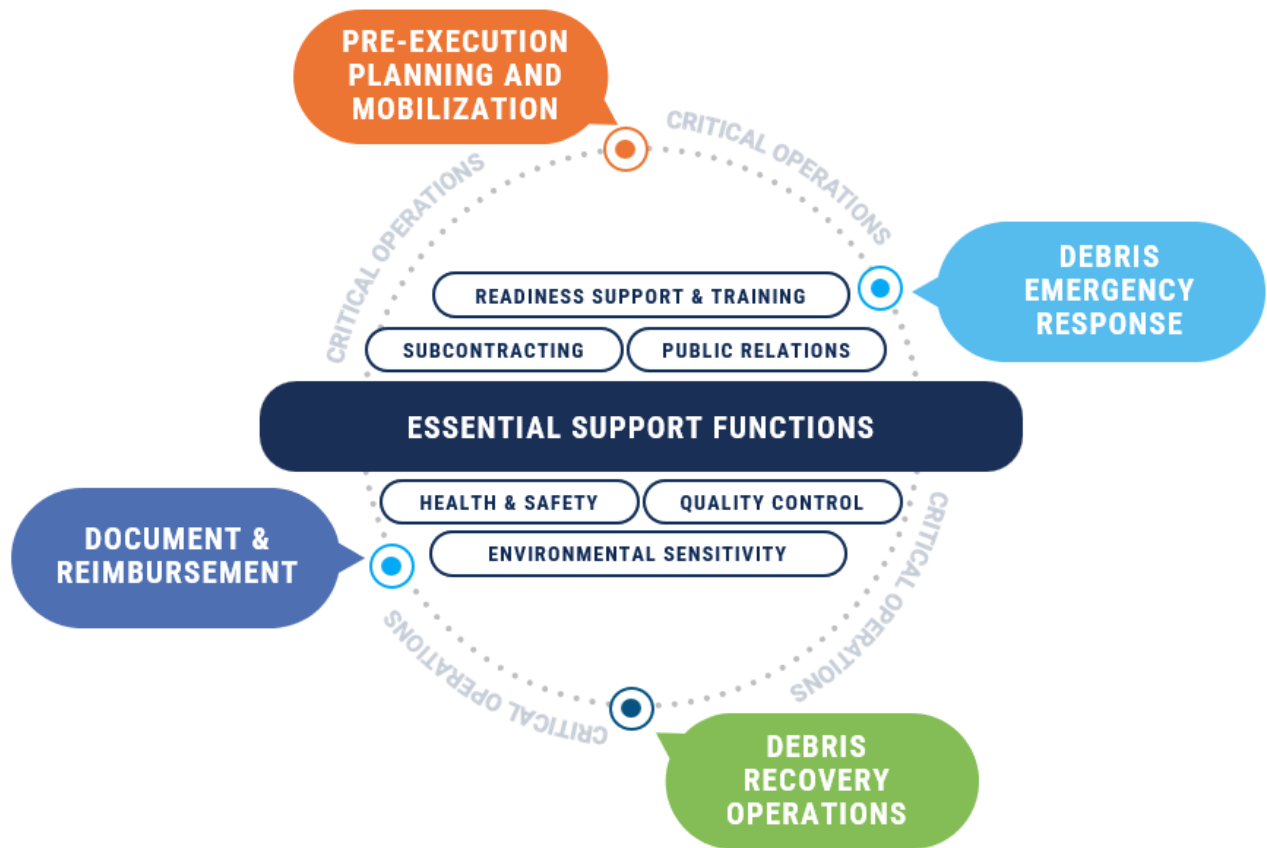 PRE-EXECUTION
PLANNING AND
MOBILIZATION
CRITICAL OPERATIONS
CRITICAL OPERATIONS
DEBRIS
EMERGENCY
RESPONSE
READINESS SUPPORT & TRAINING
SUBCONTRACTING
PUBLIC RELATIONS
ESSENTIAL SUPPORT FUNCTIONS
HEALTH & SAFETY
QUALITY CONTROL
ENVIRONMENTAL SENSITIVITY
DOCUMENT &
REIMBURSEMENT
CRITICAL OPERATIONS
CRITICAL OPERATIONS
DEBRIS
RECOVERY
OPERATIONS